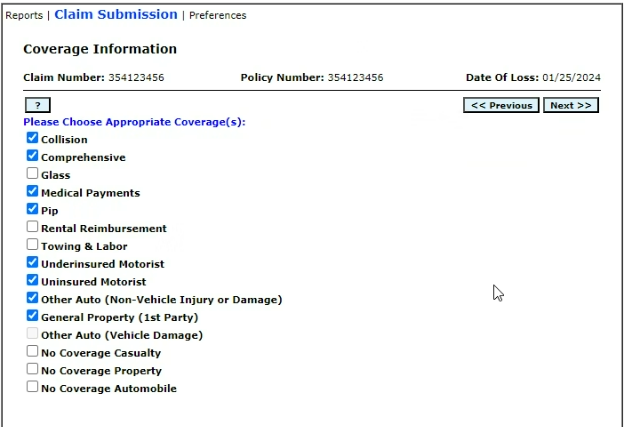 Reports | Claim Submission | Preferences
Coverage Information
Claim Number: 354123456 Policy Number: 354123456 Date Of Loss: 01/25/2024
? << Previous Next >>
Please Choose Appropriate Coverage(s):
Collision
Comprehensive
Glass
Medical Payments
Pip
Rental Reimbursement
Towing & Labor
Underinsured Motorist
Uninsured Motorist
Other Auto (Non-Vehicle Injury or Damage)
General Property (1st Party)
Other Auto (Vehicle Damage)
No Coverage Casualty
No Coverage Property
No Coverage Automobile